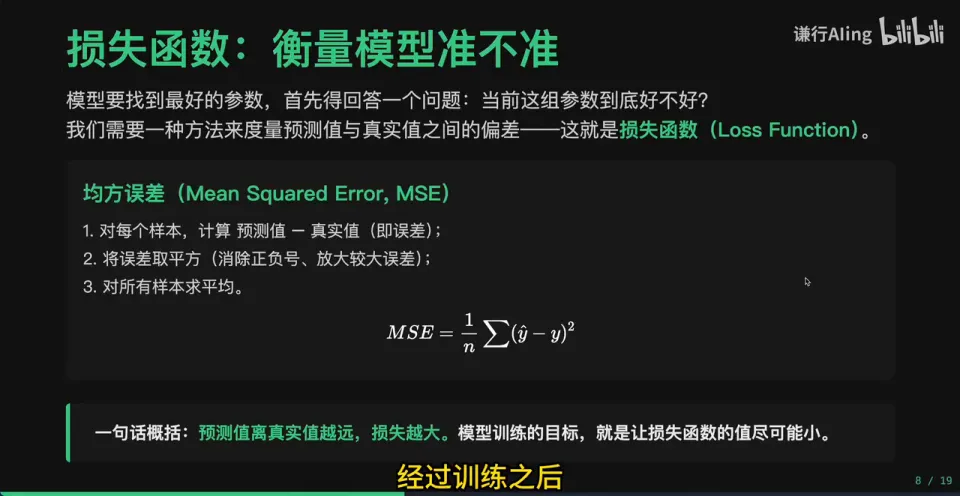 谦行AIing bilibili
损失函数：衡量模型准不准
模型要找到最好的参数，首先得回答一个问题：当前这组参数到底好不好？
我们需要一种方法来度量预测值与真实值之间的偏差——这就是损失函数（Loss Function）。
均方误差（Mean Squared Error, MSE）
1. 对每个样本，计算 预测值 − 真实值（即误差）；
2. 将误差取平方（消除正负号、放大较大误差）；
3. 对所有样本求平均。
MSE = \frac{1}{n} \sum (\hat{y} − y)^2
一句话概括：预测值离真实值越远，损失越大。模型训练的目标，就是让损失函数的值尽可能小。
经过训练之后
8 / 19